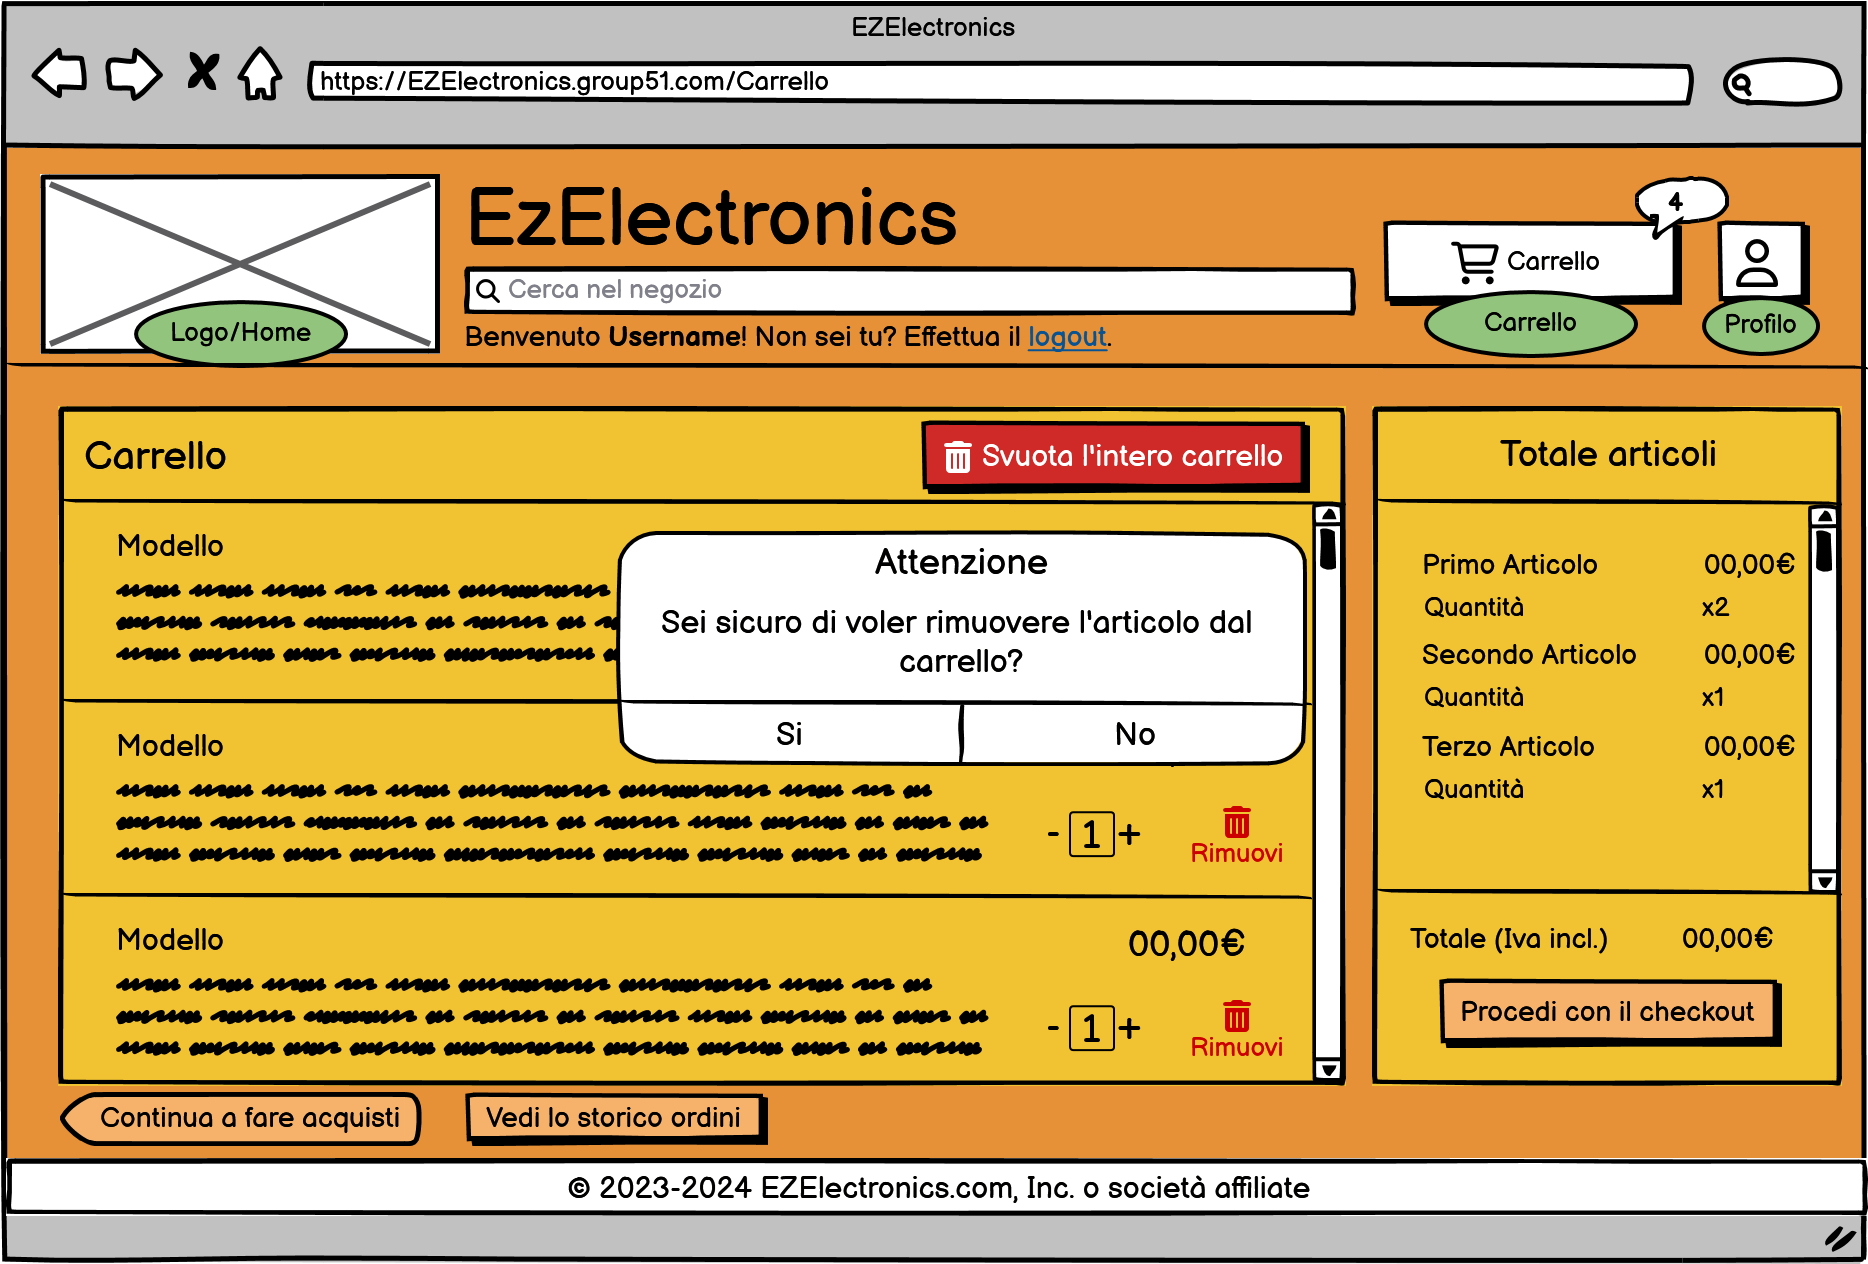 EZElectronics
https://EZElectronics.group51.com/Carrello
EzElectronics
4
Carrello
Cerca nel negozio
Logo/Home
Carrello
Profilo
Benvenuto Username! Non sei tu? Effettua il logout.
Carrello
Svuota l'intero carrello
Totale articoli
Modello
Attenzione
Sei sicuro di voler rimuovere l'articolo dal
carrello?
Si
No
Modello
- 1 +
Rimuovi
Modello
00,00€
- 1 +
Rimuovi
Primo Articolo 00,00€
Quantità x2
Secondo Articolo 00,00€
Quantità x1
Terzo Articolo 00,00€
Quantità x1
Totale (Iva incl.) 00,00€
Procedi con il checkout
Continua a fare acquisti
Vedi lo storico ordini
© 2023-2024 EZElectronics.com, Inc. o società affiliate